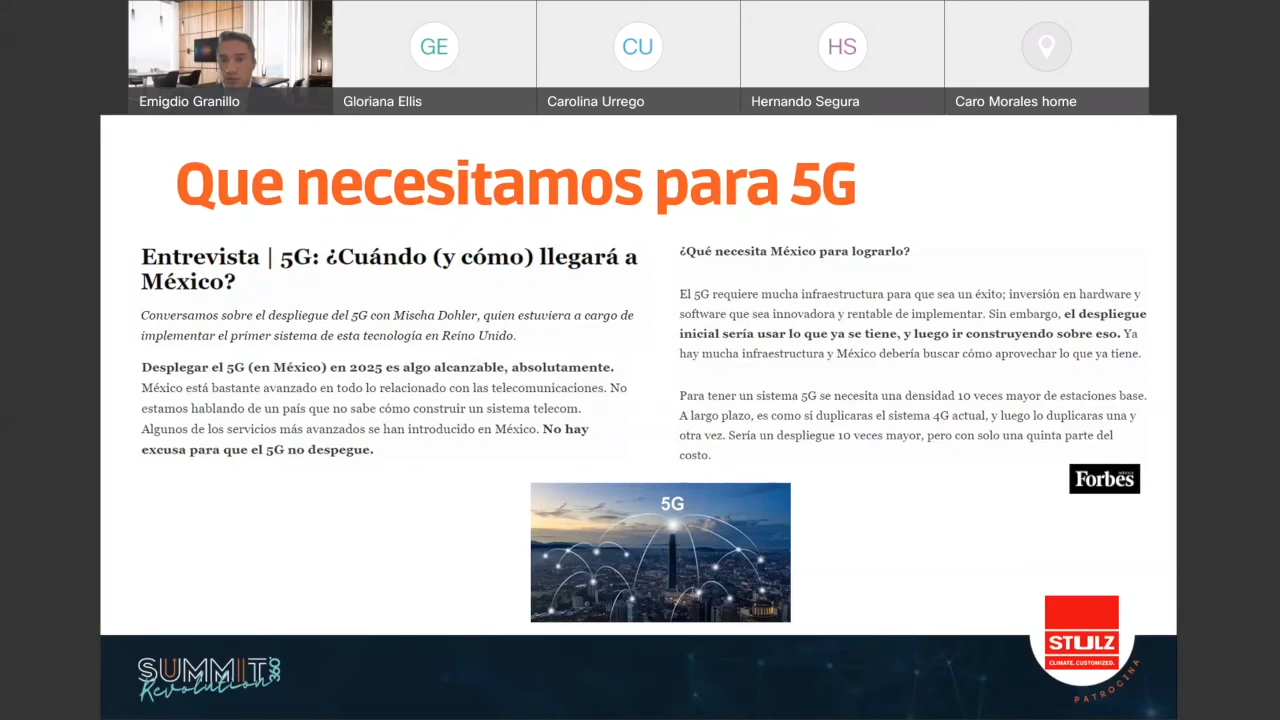 GE
CU
HS
Emigdio Granillo
Gloriana Ellis
Carolina Urrego
Hernando Segura
Caro Morales home
Que necesitamos para 5G
Entrevista | 5G: ¿Cuándo (y cómo) llegará a
México?
Conversamos sobre el despliegue del 5G con Mischa Dohler, quien estuviera a cargo de
implementar el primer sistema de esta tecnología en Reino Unido.
Desplegar el 5G (en México) en 2025 es algo alcanzable, absolutamente.
México está bastante avanzado en todo lo relacionado con las telecomunicaciones. No
estamos hablando de un país que no sabe cómo construir un sistema telecom.
Algunos de los servicios más avanzados se han introducido en México. No hay
excusa para que el 5G no despegue.
¿Qué necesita México para lograrlo?
El 5G requiere mucha infraestructura para que sea un éxito; inversión en hardware y
software que sea innovadora y rentable de implementar. Sin embargo, el despliegue
inicial sería usar lo que ya se tiene, y luego ir construyendo sobre eso. Ya
hay mucha infraestructura y México debería buscar cómo aprovechar lo que ya tiene.
Para tener un sistema 5G se necesita una densidad 10 veces mayor de estaciones base.
A largo plazo, es como si duplicaras el sistema 4G actual, y luego lo duplicaras una y
otra vez. Sería un despliegue 10 veces mayor, pero con solo una quinta parte del
costo.
Forbes
5G
SUMMIT 360°
Revolution
STULZ
CLIMATE. CUSTOMIZED.
PATROCINA